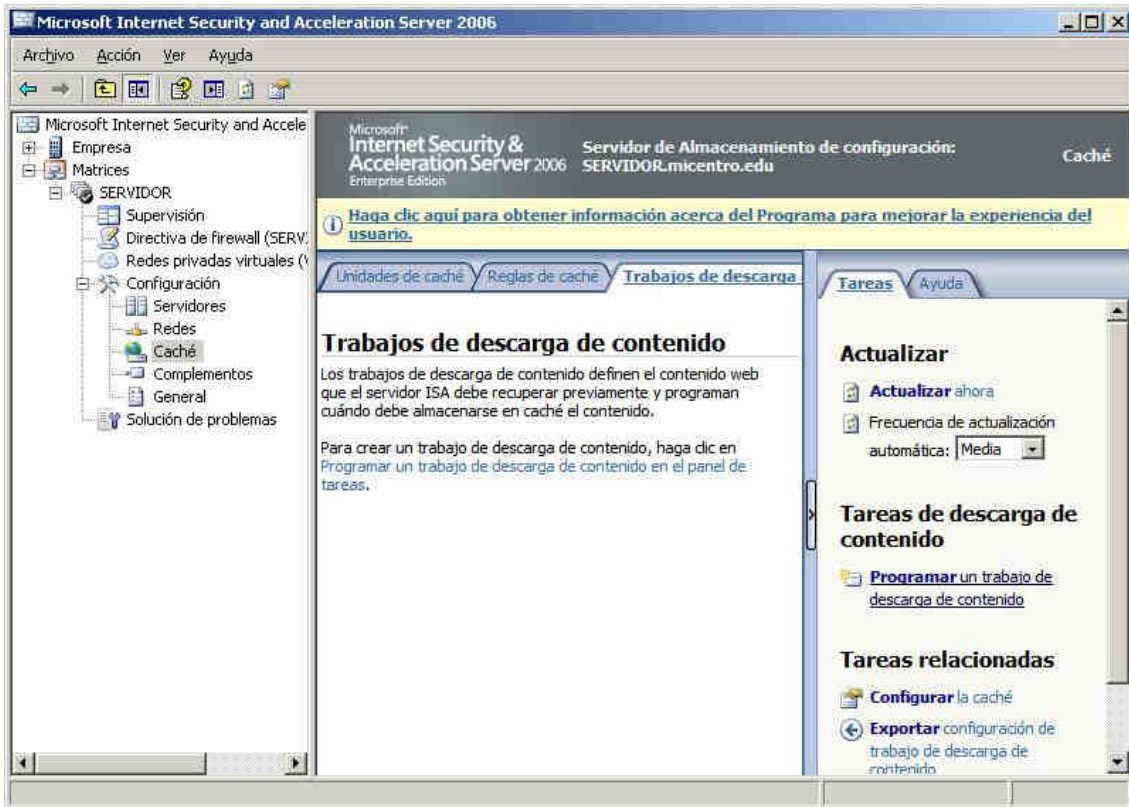 Microsoft Internet Security and Acceleration Server 2006
Archivo Acción Ver Ayuda
Microsoft Internet Security and Accele
Empresa
Matrices
SERVIDOR
Supervisión
Directiva de firewall (SERV
Redes privadas virtuales (
Configuración
Servidores
Redes
Caché
Complementos
General
Solución de problemas
Microsoft
Internet Security &
Acceleration Server 2006
Enterprise Edition
Servidor de Almacenamiento de configuración:
SERVIDOR.micentro.edu
Caché
Haga clic aquí para obtener información acerca del Programa para mejorar la experiencia del
usuario.
Unidades de caché Reglas de caché Trabajos de descarga
Trabajos de descarga de contenido
Los trabajos de descarga de contenido definen el contenido web
que el servidor ISA debe recuperar previamente y programan
cuándo debe almacenarse en caché el contenido.
Para crear un trabajo de descarga de contenido, haga clic en
Programar un trabajo de descarga de contenido en el panel de
tareas.
Tareas Ayuda
Actualizar
Actualizar ahora
Frecuencia de actualización
automática: Media
Tareas de descarga de
contenido
Programar un trabajo de
descarga de contenido
Tareas relacionadas
Configurar la caché
Exportar configuración de
trabajo de descarga de
contenido